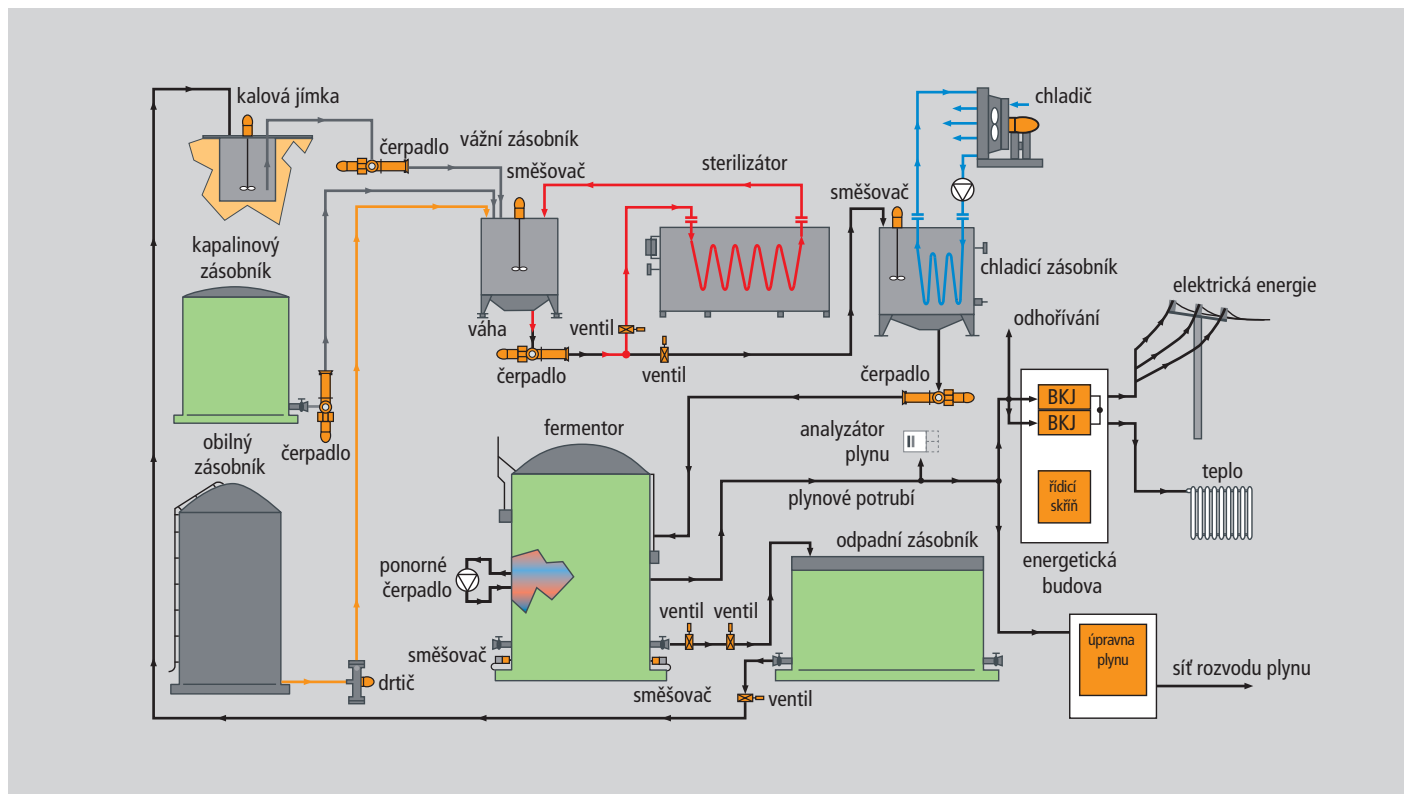 kalová jímka
čerpadlo
vážní zásobník
směšovač
sterilizátor
směšovač
chladič
kapalinový
zásobník
chladicí zásobník
elektrická energie
váha
ventil
odhořívání
čerpadlo
ventil
čerpadlo
BKJ
BKJ
obilný
zásobník
čerpadlo
fermentor
analyzátor
plynu
plynové potrubí
teplo
řídicí
skříň
odpadní zásobník
energetická
budova
ponorné
čerpadlo
ventil
ventil
směšovač
směšovač
drtič
ventil
úpravna
plynu
síť rozvodu plynu